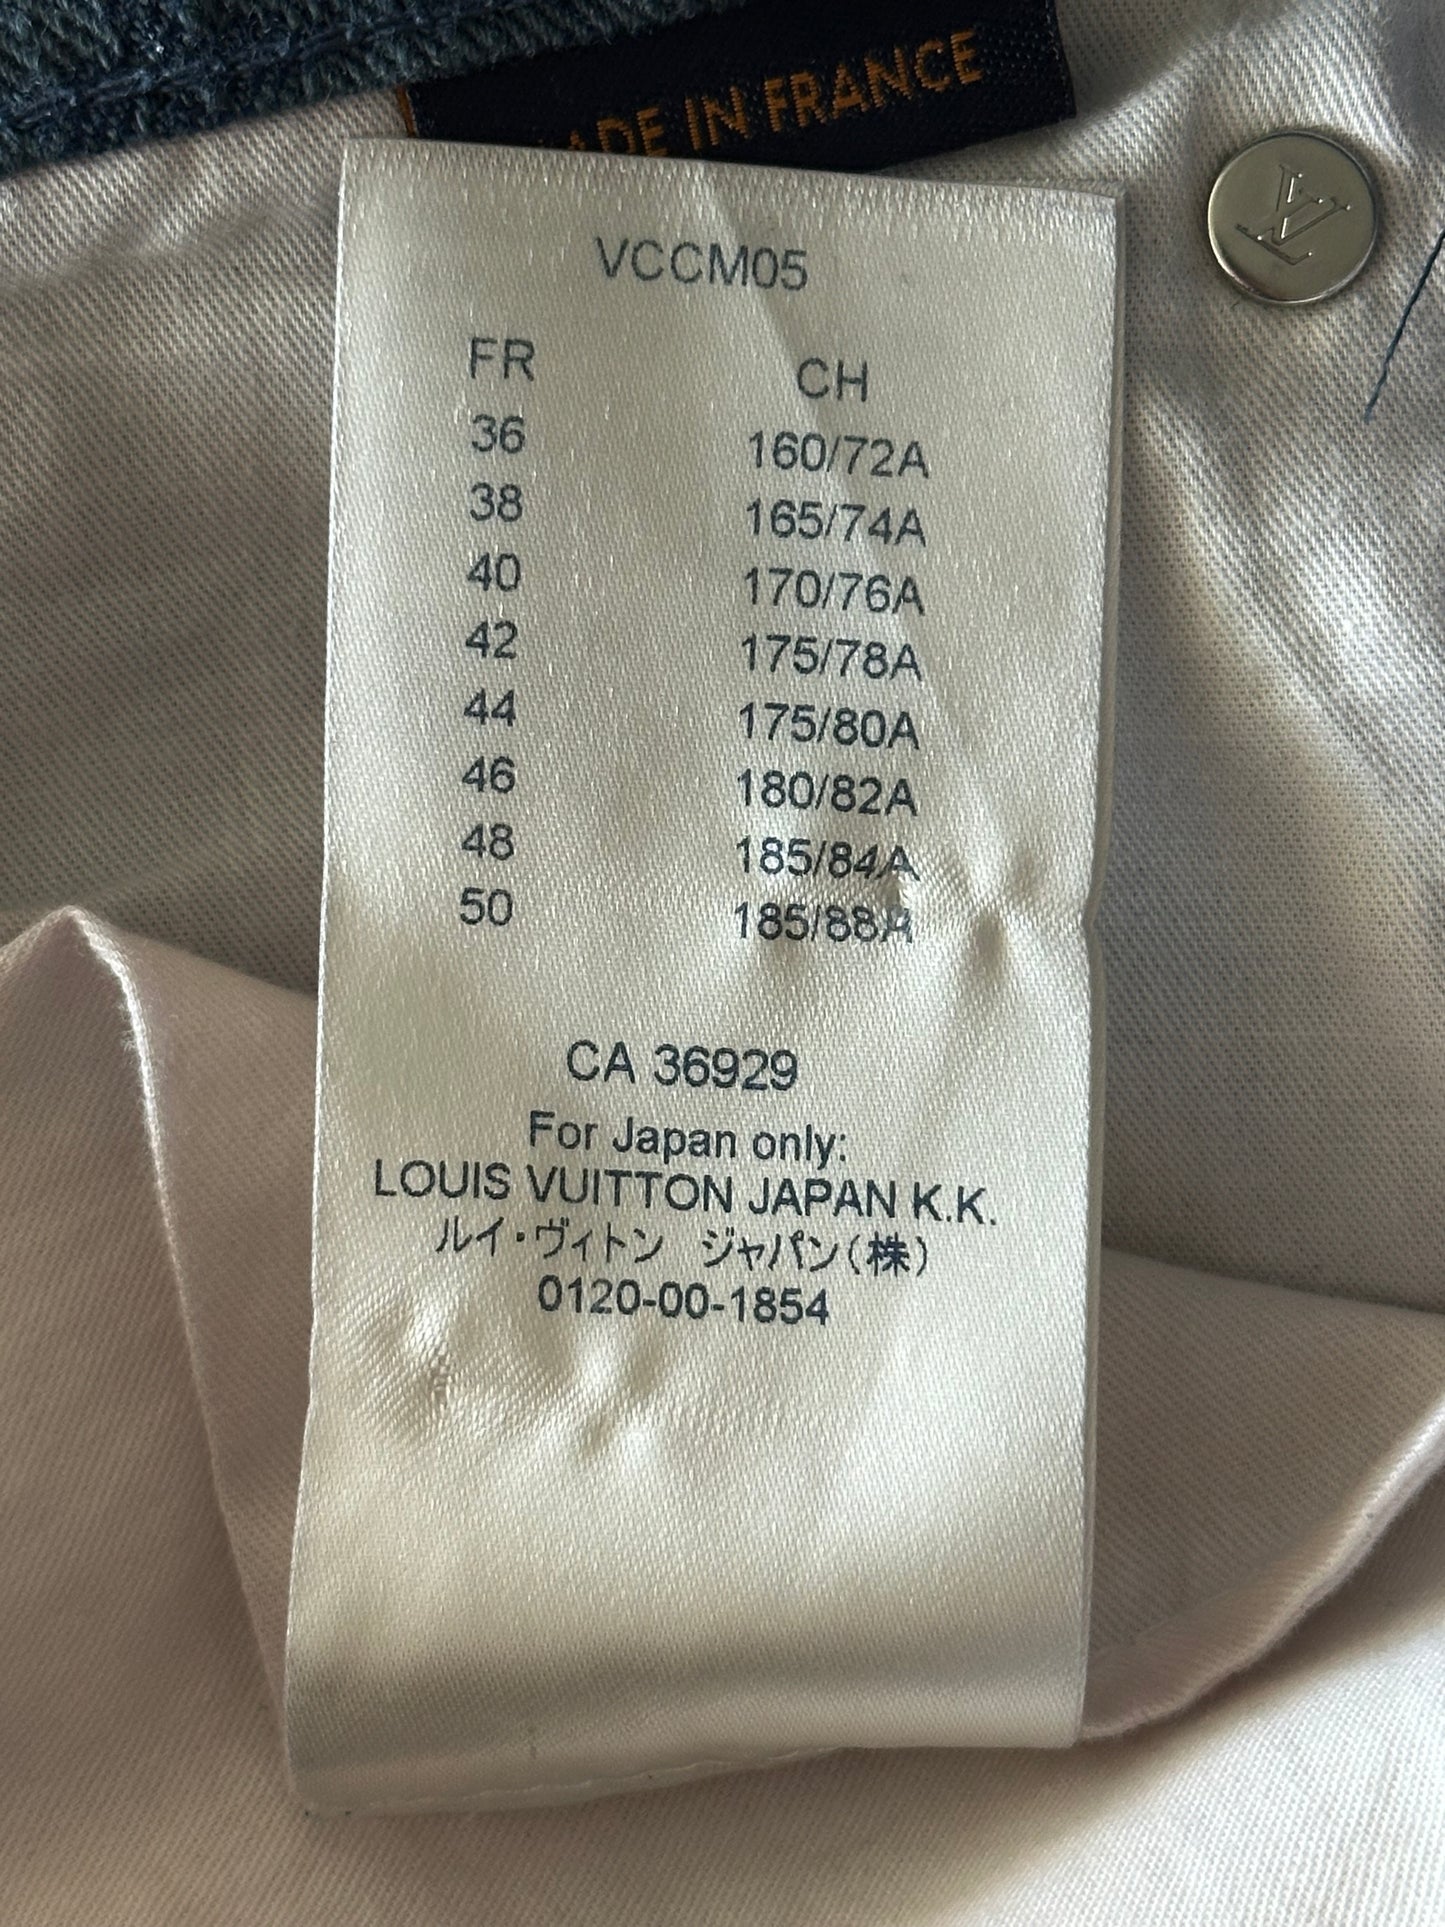 MADE IN FRANCE
LV
VCCM05
FR CH
36 160/72A
38 165/74A
40 170/76A
42 175/78A
44 175/80A
46 180/82A
48 185/84A
50 185/88A
CA 36929
For Japan only:
LOUIS VUITTON JAPAN K.K.
ルイ・ヴィトン ジャパン(株)
0120-00-1854